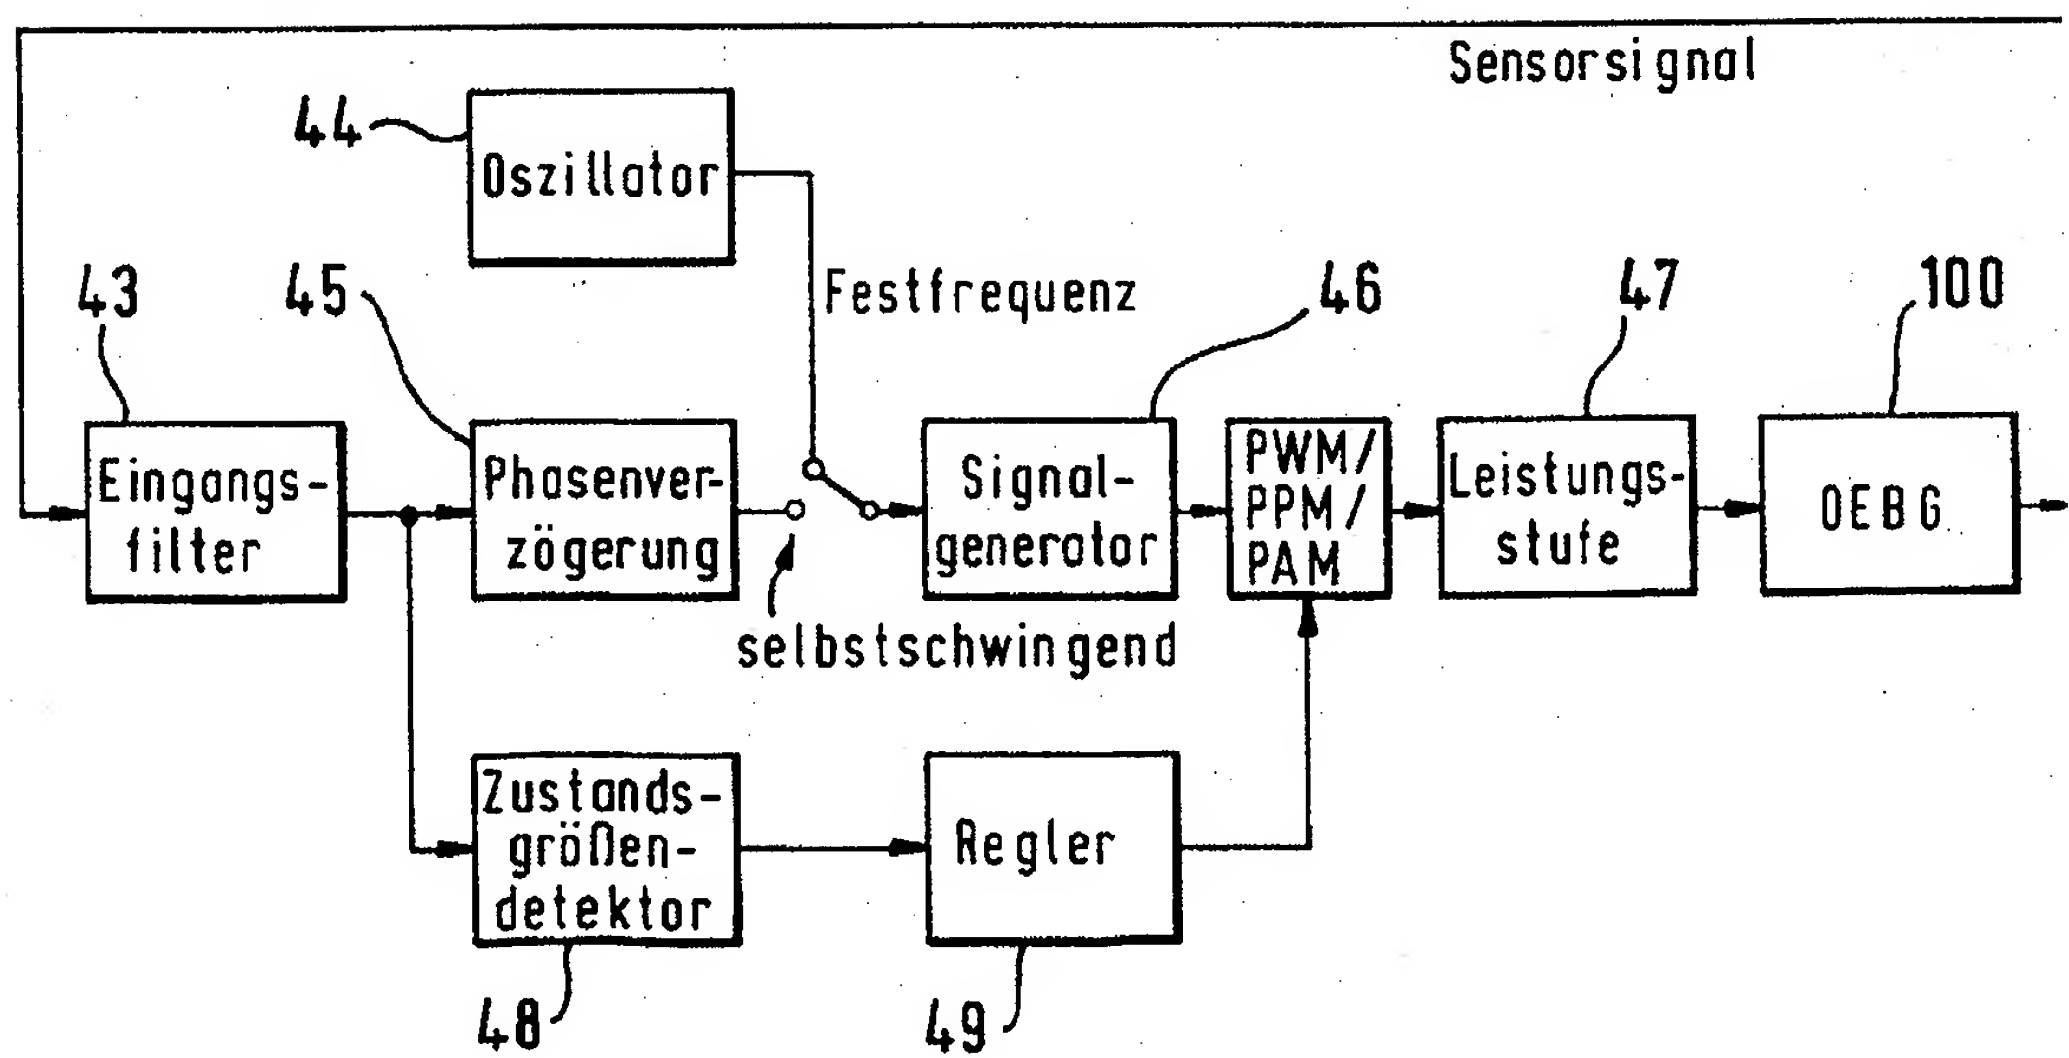 Sensorsignal
44
Oszillator
43
45
Festfrequenz
46
47
100
Eingangs-
filter
Phasenver-
zögerung
Signal-
generator
PWM/
PPM/
PAM
Leistungs-
stufe
OEBG
selbstschwingend
Zustands-
größen-
detektor
Regler
48
49